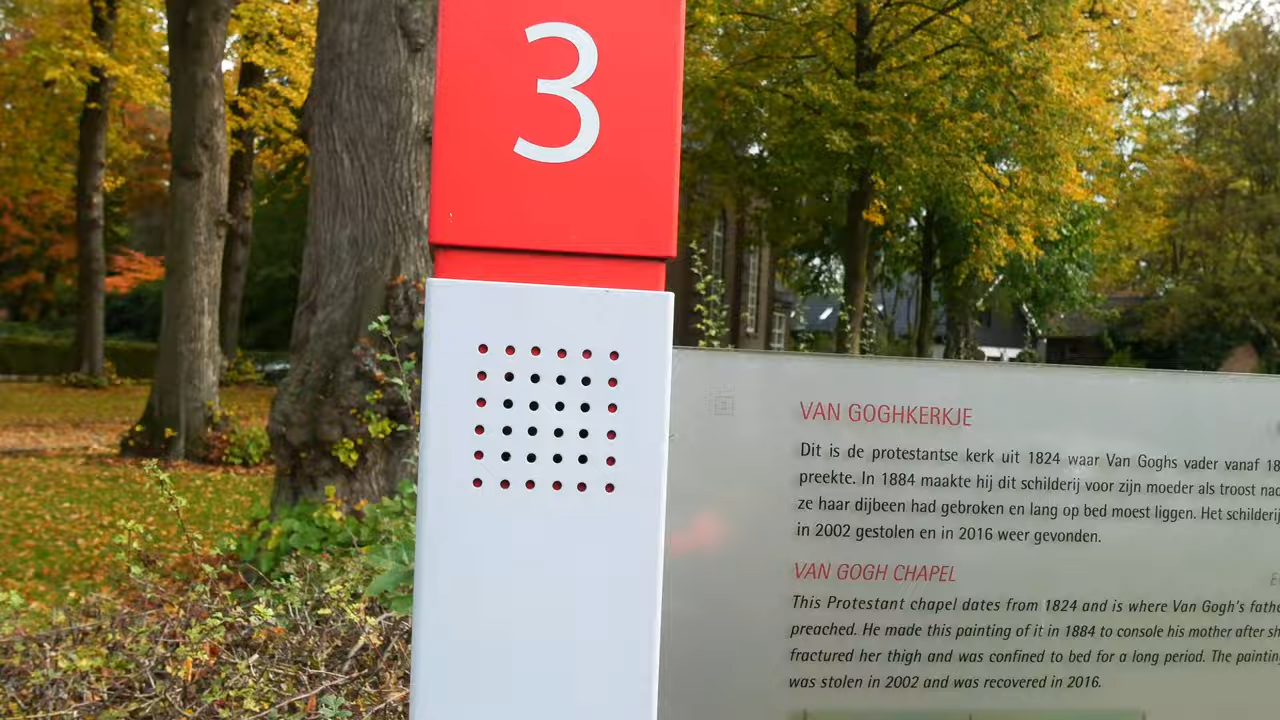 3
VAN GOGHKERKJE
Dit is de protestantse kerk uit 1824 waar Van Goghs vader vanaf 18
preekte. In 1884 maakte hij dit schilderij voor zijn moeder als troost
ze haar dijbeen had gebroken en lang op bed moest liggen. Het schilderij
in 2002 gestolen en in 2016 weer gevonden.
VAN GOGH CHAPEL
This Protestant chapel dates from 1824 and is where Van Gogh's
preached. He made this painting of it in 1884 to console his mother after
fractured her thigh and was confined to bed for a long period. The
was stolen in 2002 and was recovered in 2016.